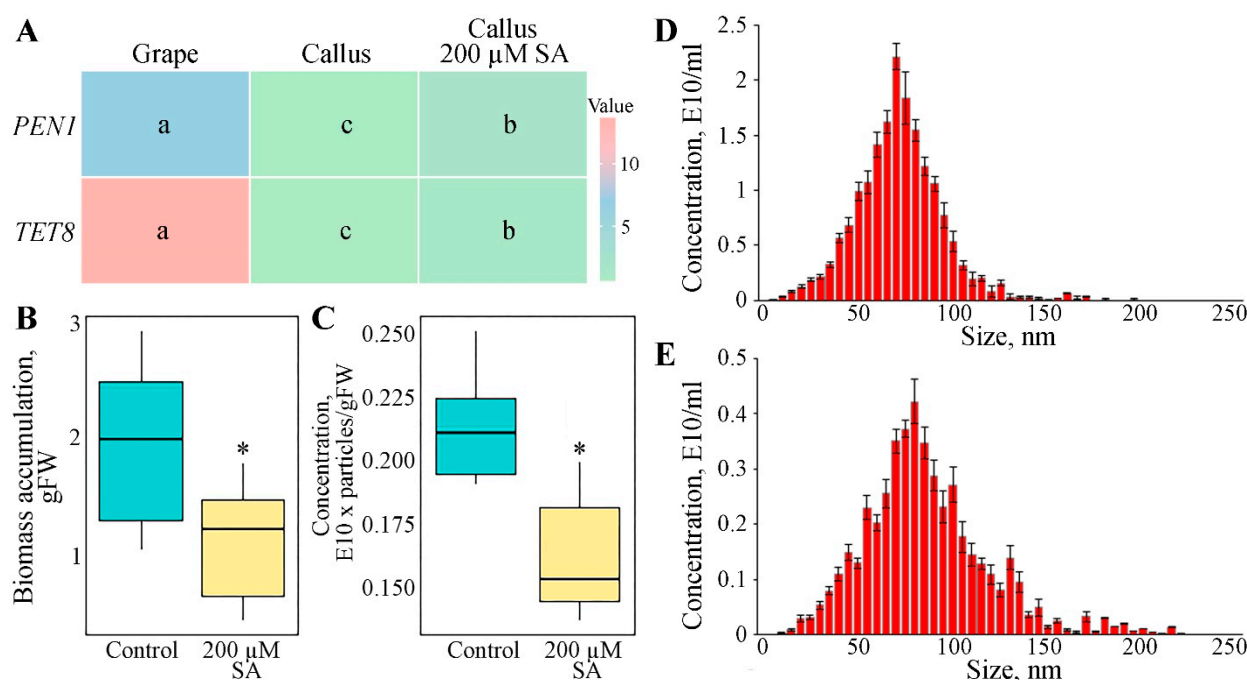 A
Grape
Callus
Callus
200 µM SA
PEN1
a
c
b
TET8
a
c
b
Value
10
5
B
Biomass accumulation,
gFW
3
2
1
*
Control
200 µM
SA
C
Concentration,
E10 x particles/gFW
0.250
0.225
0.200
0.175
0.150
*
Control
200 µM
SA
D
Concentration, E10/ml
2.5
2
1.5
1
0.5
0
0
50
100
150
200
250
Size, nm
E
Concentration, E10/ml
0.5
0.4
0.3
0.2
0.1
0
0
50
100
150
200
250
Size, nm